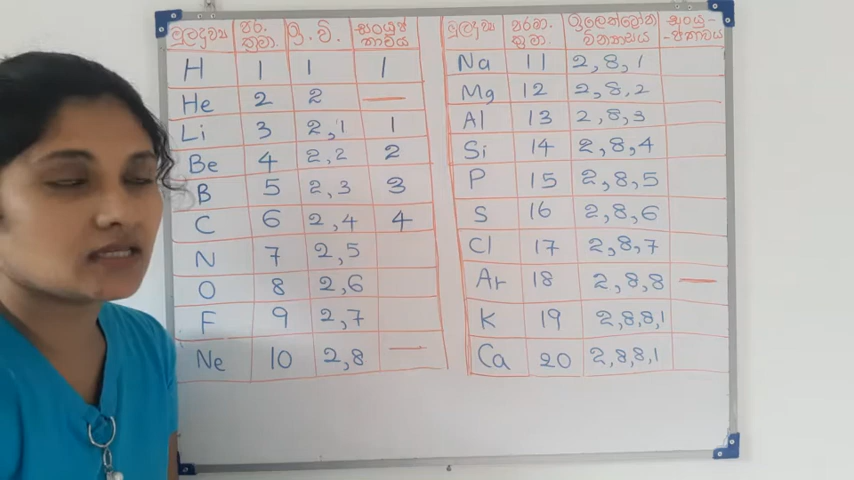 මූලද්‍රව්‍ය පර. ක්‍රමා. ඉ. වි. සංයුජතාවය
H 1 1 1
He 2 2 —
Li 3 2,1 1
Be 4 2,2 2
B 5 2,3 3
C 6 2,4 4
N 7 2,5
O 8 2,6
F 9 2,7
Ne 10 2,8 —
මූලද්‍රව්‍ය පරමා. ක්‍රමා. ඉලෙක්ට්‍රෝන වින්‍යාසය සංයු--ජතාවය
Na 11 2,8,1
Mg 12 2,8,2
Al 13 2,8,3
Si 14 2,8,4
P 15 2,8,5
S 16 2,8,6
Cl 17 2,8,7
Ar 18 2,8,8 —
K 19 2,8,8,1
Ca 20 2,8,8,1